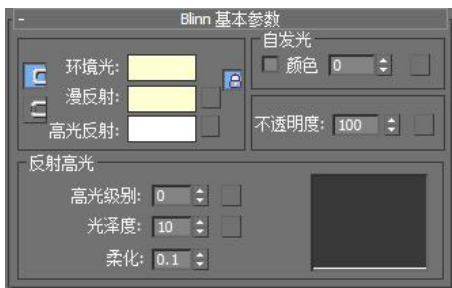 - Blinn 基本参数
环境光:
漫反射:
高光反射:
自发光
颜色 0
不透明度: 100
反射高光
高光级别: 0
光泽度: 10
柔化: 0.1